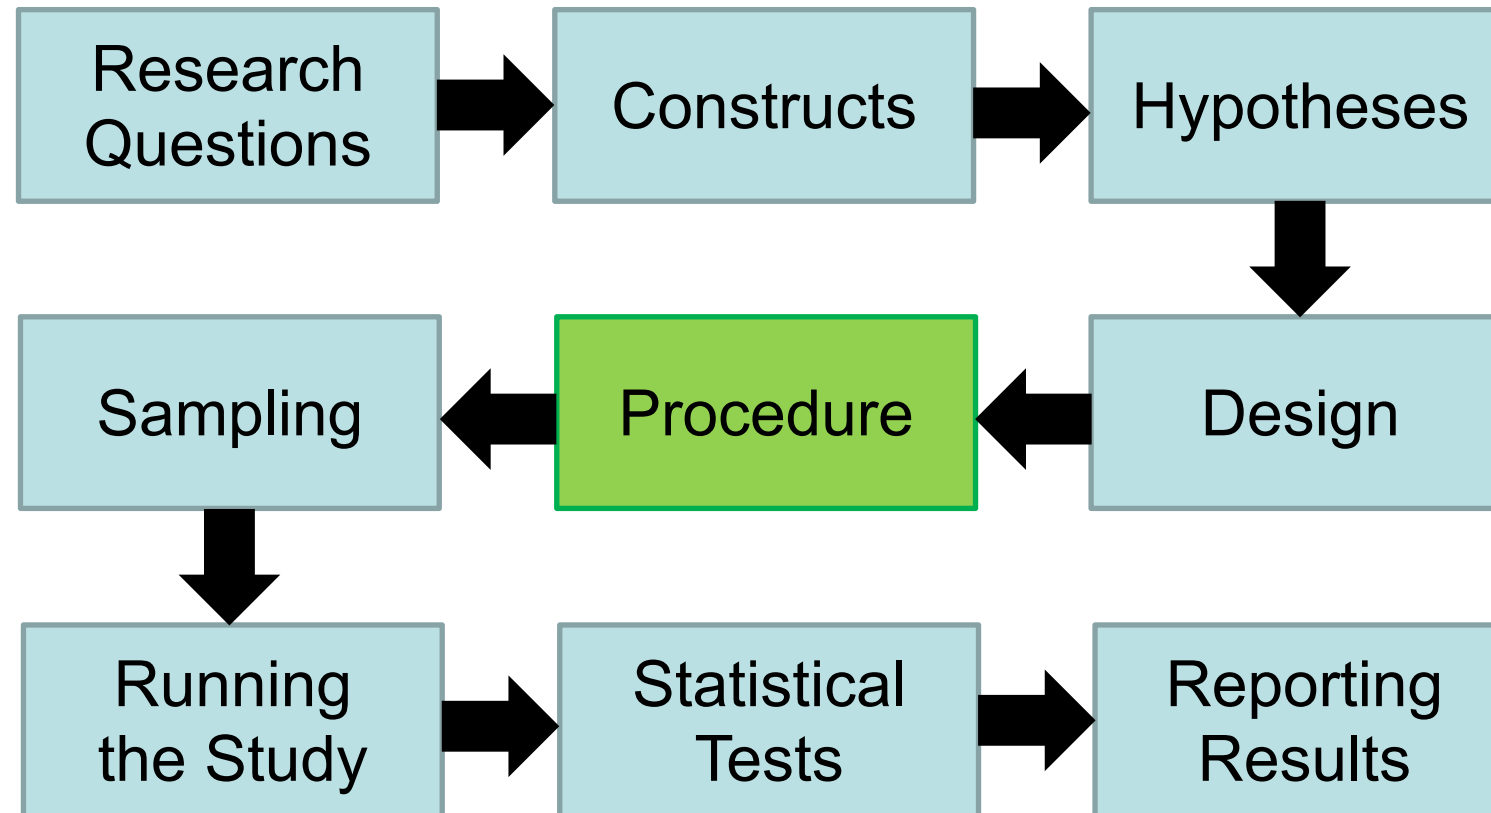 Research
Questions
Constructs
Hypotheses
Sampling
Procedure
Design
Running
the Study
Statistical
Tests
Reporting
Results